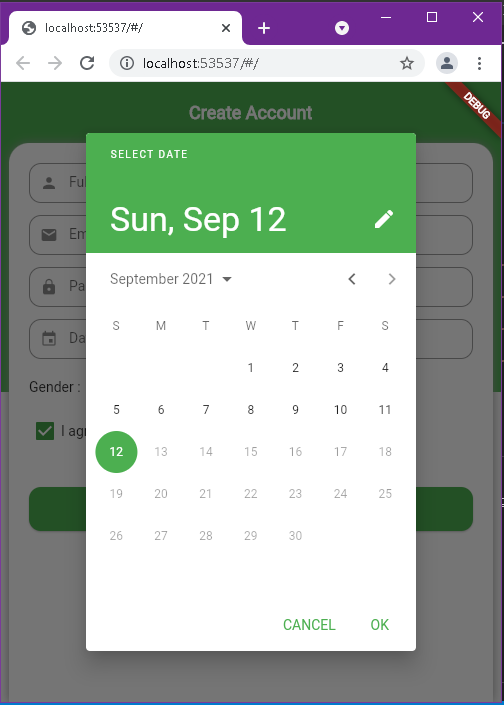 localhost:53537/#/
localhost:53537/#/
DEBUG
Create Account
SELECT DATE
Sun, Sep 12
September 2021
S M T W T F S
1 2 3 4
5 6 7 8 9 10 11
12 13 14 15 16 17 18
19 20 21 22 23 24 25
26 27 28 29 30
CANCEL OK
Ful
Em
Pa
Da
Gender :
I agr